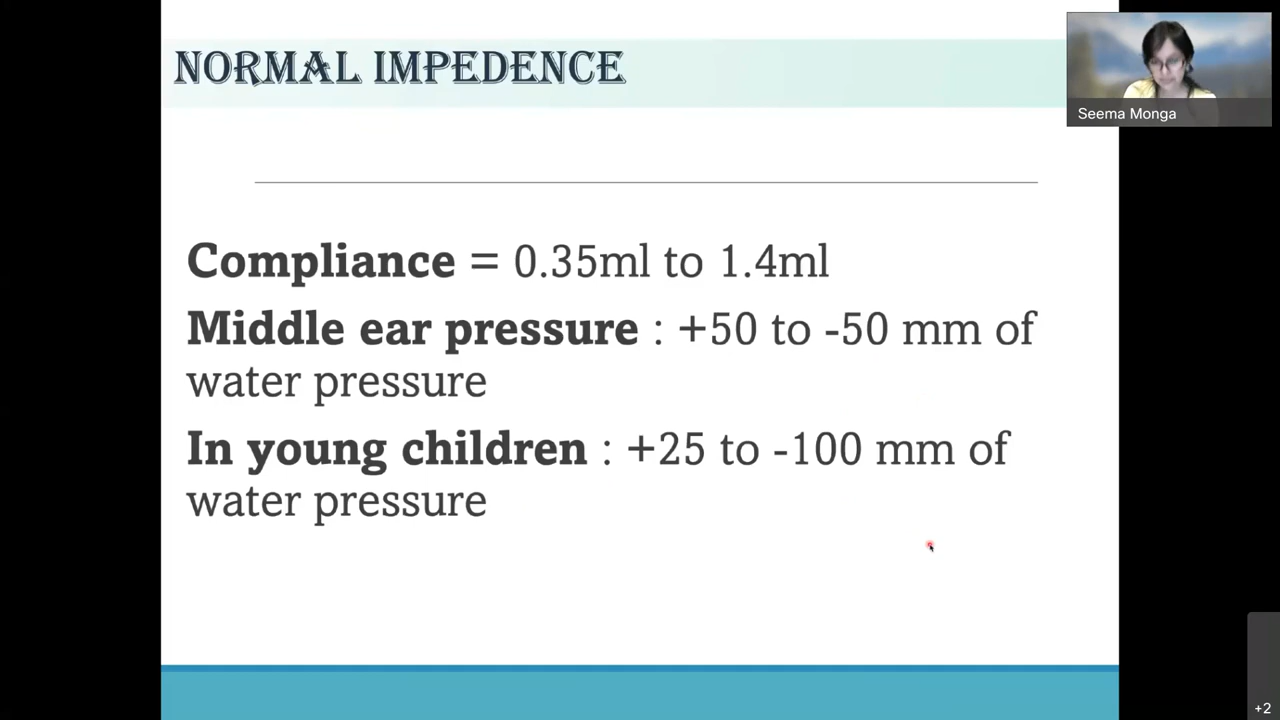 NORMAL IMPEDENCE
Seema Monga
Compliance = 0.35ml to 1.4ml
Middle ear pressure : +50 to -50 mm of
water pressure
In young children : +25 to -100 mm of
water pressure
+2